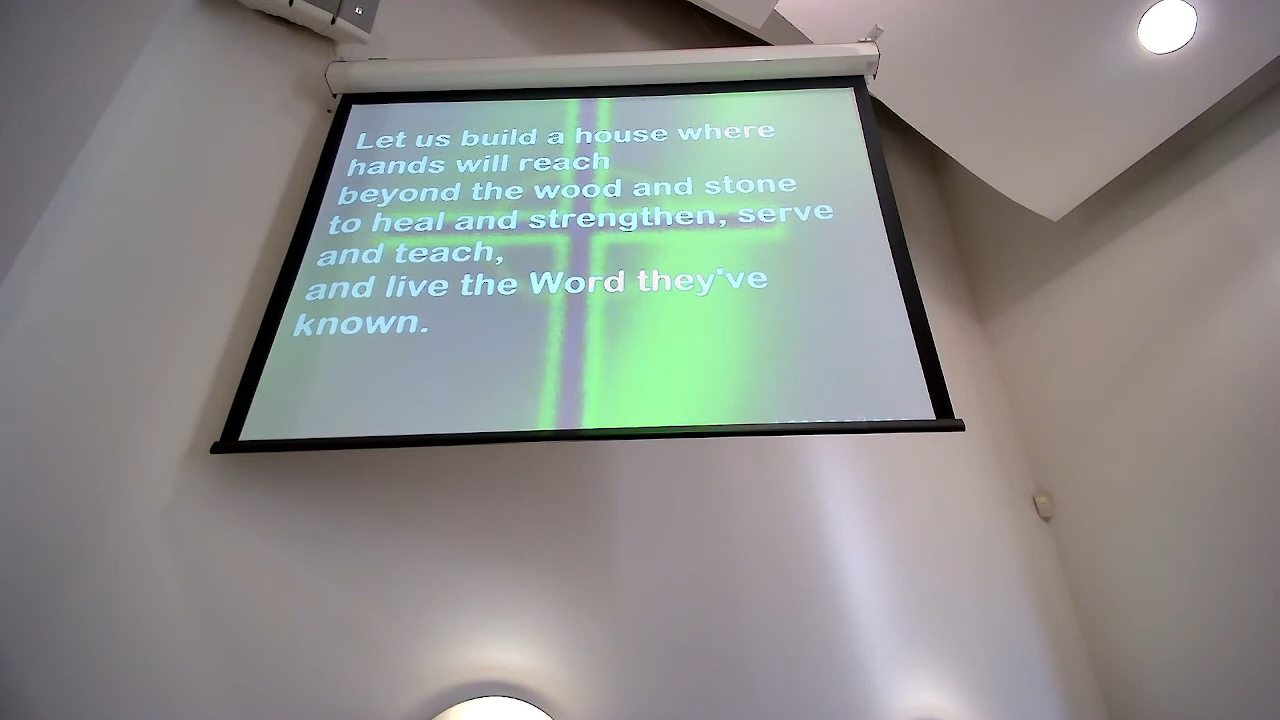 Let us build a house where
hands will reach
beyond the wood and stone
to heal and strengthen, serve
and teach,
and live the Word they've
known.